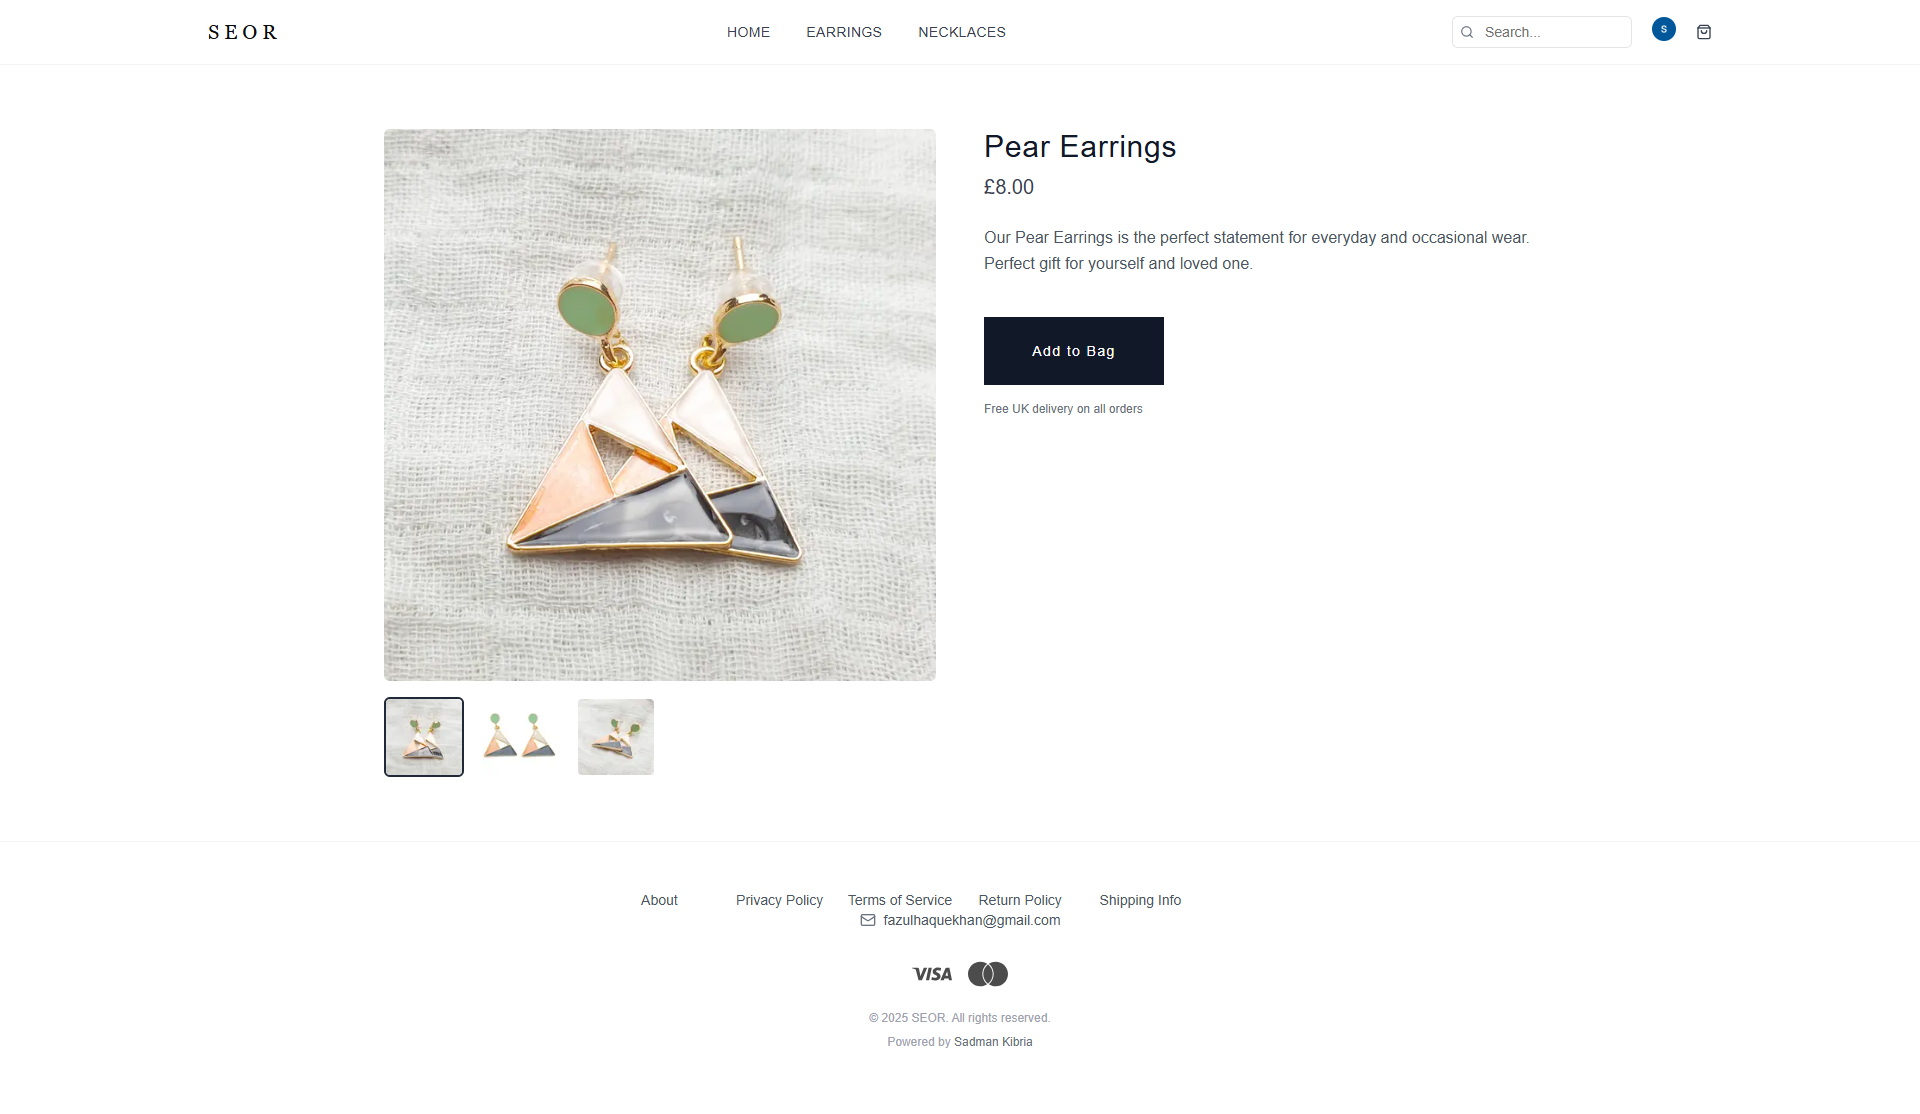 SEOR
HOME EARRINGS NECKLACES
Search...
S
Pear Earrings
£8.00
Our Pear Earrings is the perfect statement for everyday and occasional wear.
Perfect gift for yourself and loved one.
Add to Bag
Free UK delivery on all orders
About Privacy Policy Terms of Service Return Policy Shipping Info
fazulhaquekhan@gmail.com
VISA
© 2025 SEOR. All rights reserved.
Powered by Sadman Kibria